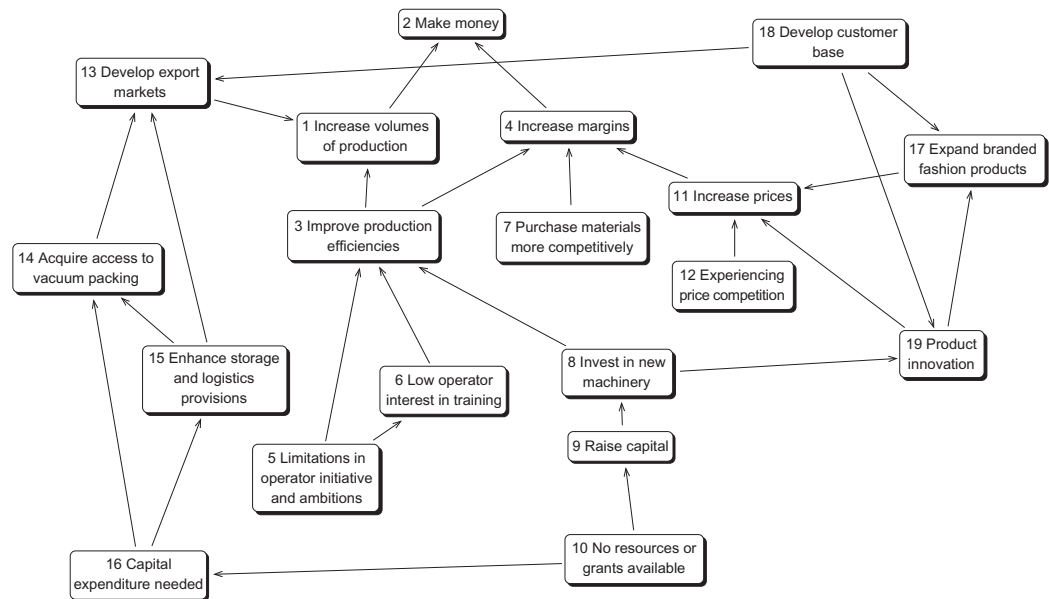 2 Make money
18 Develop customer
base
13 Develop export
markets
1 Increase volumes
of production
4 Increase margins
17 Expand branded
fashion products
11 Increase prices
3 Improve production
efficiencies
7 Purchase materials
more competitively
14 Acquire access to
vacuum packing
12 Experiencing
price competition
19 Product
innovation
15 Enhance storage
and logistics
provisions
8 Invest in new
machinery
6 Low operator
interest in training
9 Raise capital
5 Limitations in
operator initiative
and ambitions
10 No resources or
grants available
16 Capital
expenditure needed